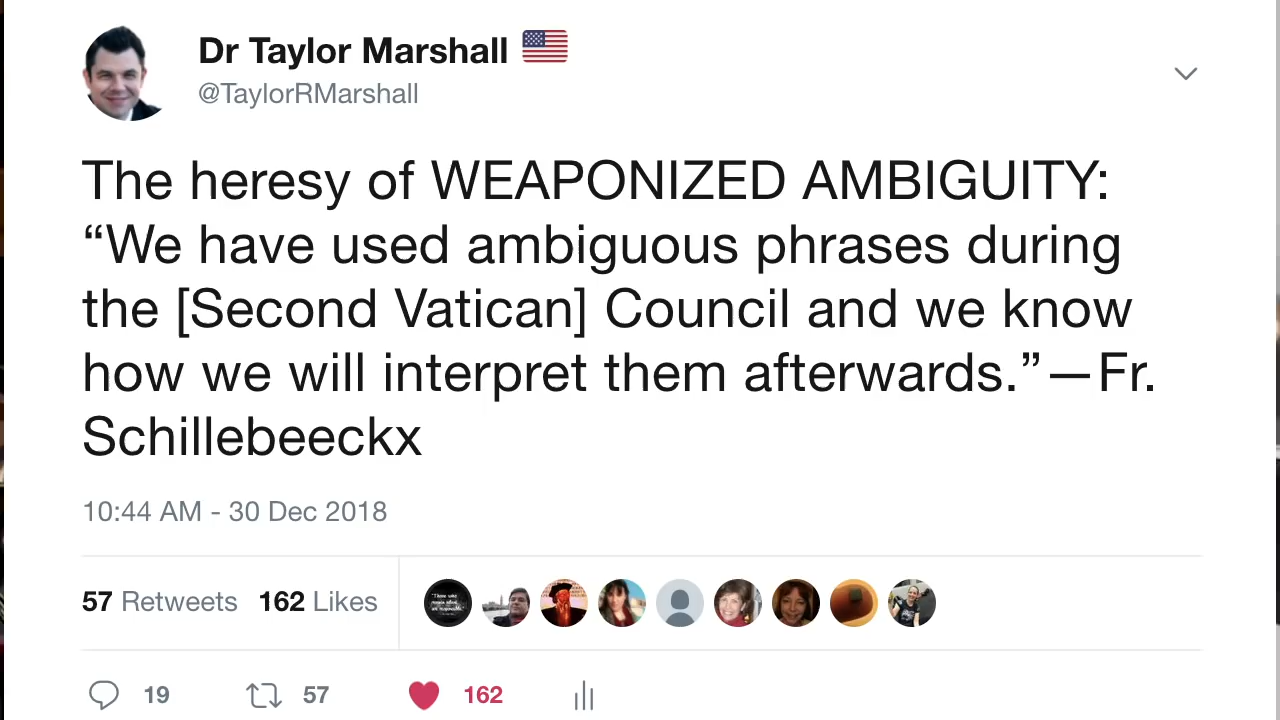 Dr Taylor Marshall 🇺🇸
@TaylorRMarshall
The heresy of WEAPONIZED AMBIGUITY:
“We have used ambiguous phrases during
the [Second Vatican] Council and we know
how we will interpret them afterwards.”—Fr.
Schillebeeckx
10:44 AM - 30 Dec 2018
57 Retweets 162 Likes
19 57 162